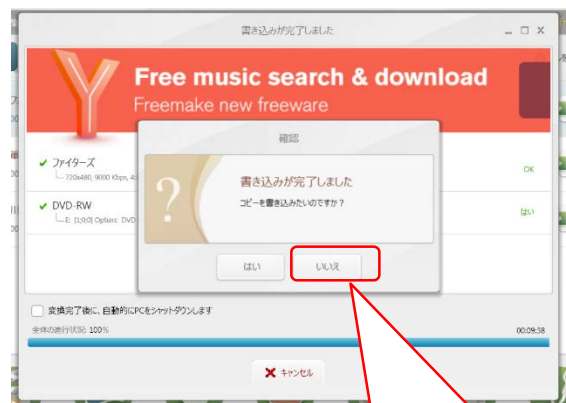 書き込みが完了しました
Free music search & download
Freemake new freeware
確認
ファイターズ
720x480, 9000 Kbps,
OK
書き込みが完了しました
コピーを書き込みたいのですか？
DVD-RW
はい
E: [1;0;0] Optiarc DVD
はい
いいえ
変換完了後に、自動的にPCをシャットダウンします
全体の進行状況: 100%
00:09:38
キャンセル